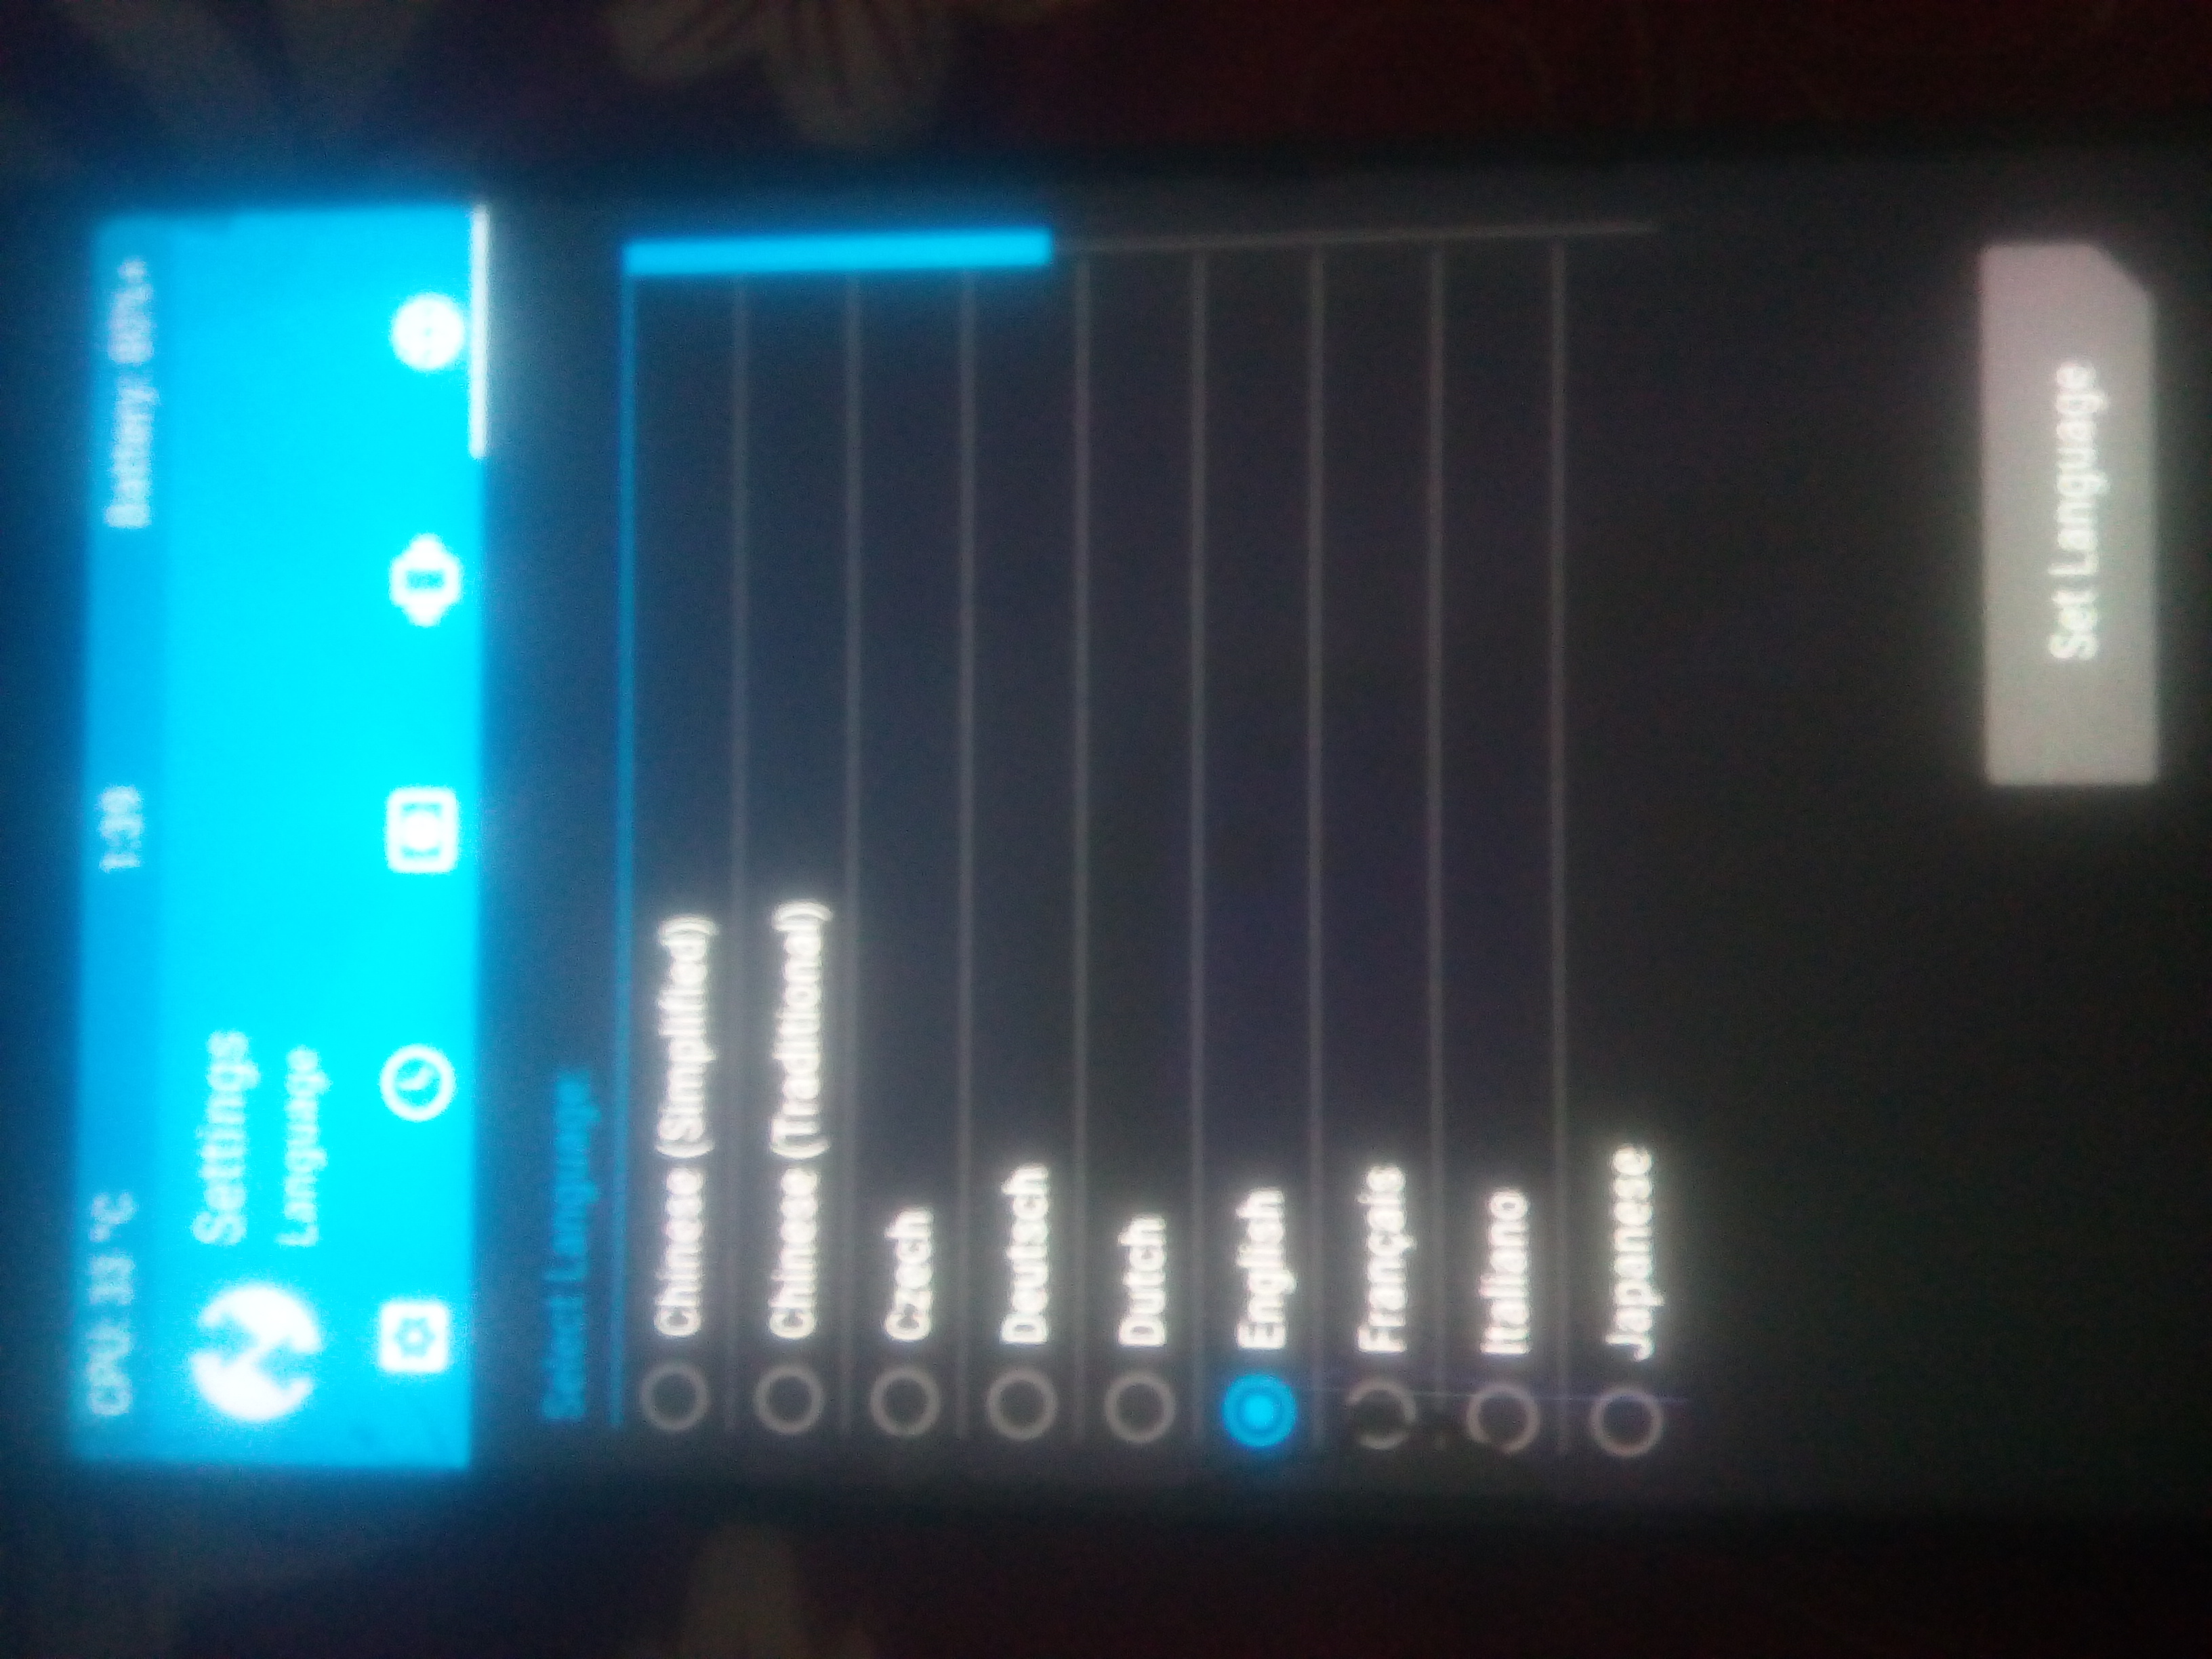 CPU: 33 °C 1:39 Battery: 88%+
Settings
Language
Select Language
Chinese (Simplified)
Chinese (Traditional)
Czech
Deutsch
Dutch
English
Français
Italiano
Japanese
Set Language